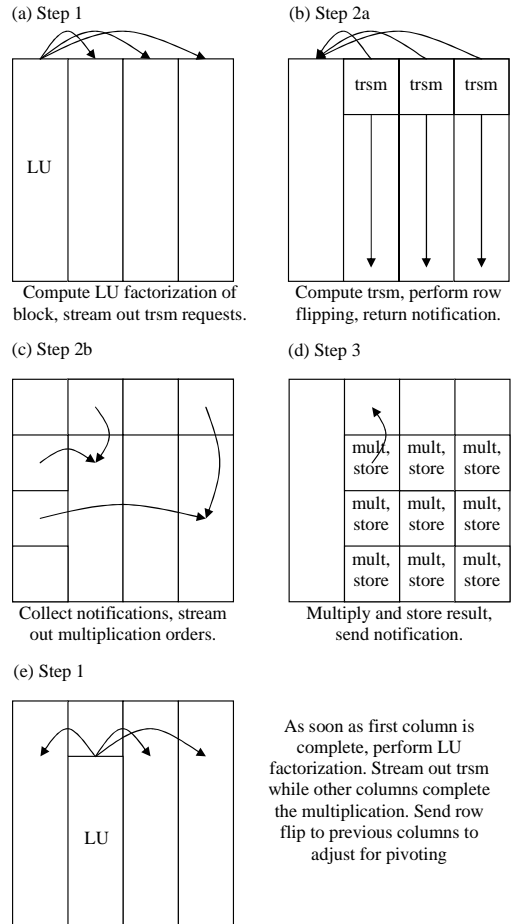 (a) Step 1
LU
Compute LU factorization of
block, stream out trsm requests.
(b) Step 2a
trsm trsm trsm
Compute trsm, perform row
flipping, return notification.
(c) Step 2b
Collect notifications, stream
out multiplication orders.
(d) Step 3
mult, mult, mult,
store store store
mult, mult, mult,
store store store
mult, mult, mult,
store store store
Multiply and store result,
send notification.
(e) Step 1
LU
As soon as first column is
complete, perform LU
factorization. Stream out trsm
while other columns complete
the multiplication. Send row
flip to previous columns to
adjust for pivoting